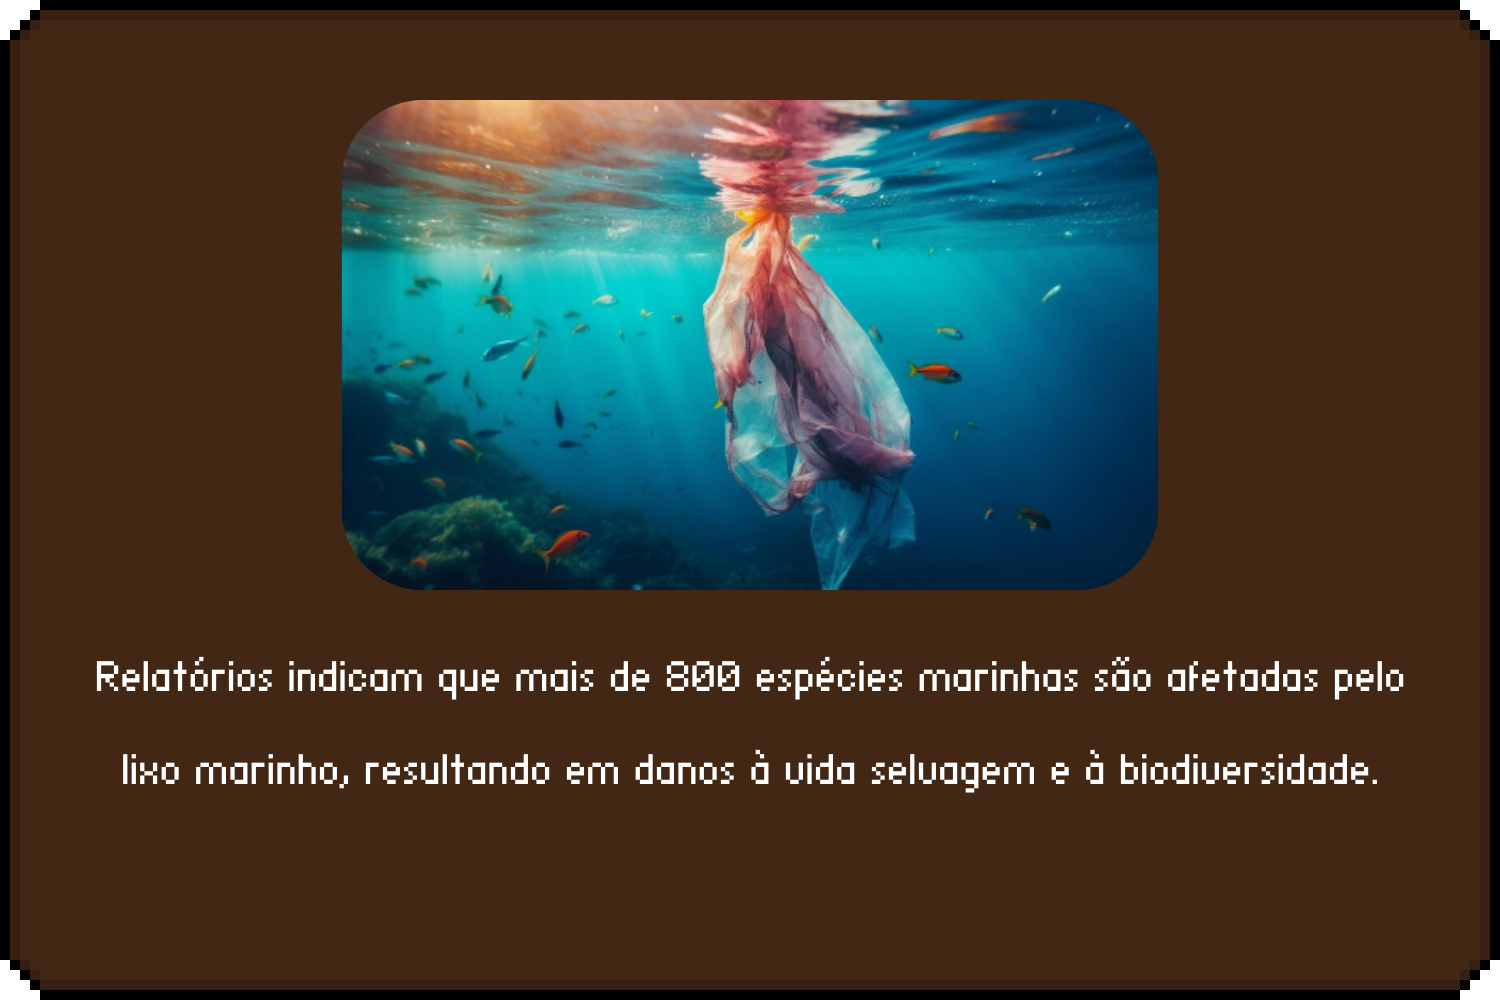 Relatórios indicam que mais de 800 espécies marinhas são afetadas pelo
lixo marinho, resultando em danos à vida selvagem e à biodiversidade.